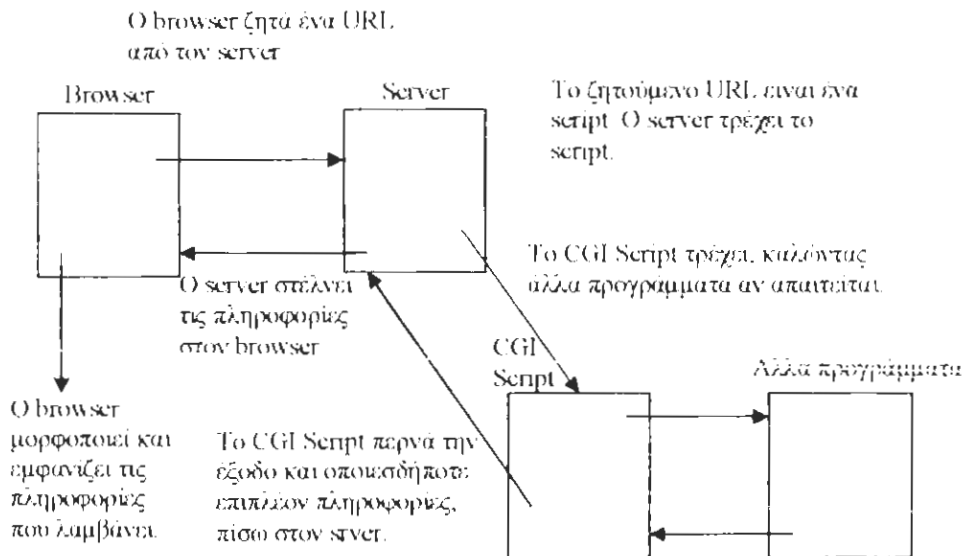 Ο browser ζητά ένα URL
από τον server
Browser
Server
Το ζητούμενο URL ειναι ένα
script. Ο server τρέχει το
script.
Το CGI Script τρέχει, καλώντας
άλλα προγράμματα αν απαιτείται.
Ο server στέλνει
τις πληροφορίες
στον browser
CGI
Script
Άλλα προγράμματα
Ο browser
μορφοποιεί και
εμφανίζει τις
πληροφορίες
που λαμβάνει.
Το CGI Script περνά την
έξοδο και οποιεσδήποτε
επιπλέον πληροφορίες,
πίσω στον srver.